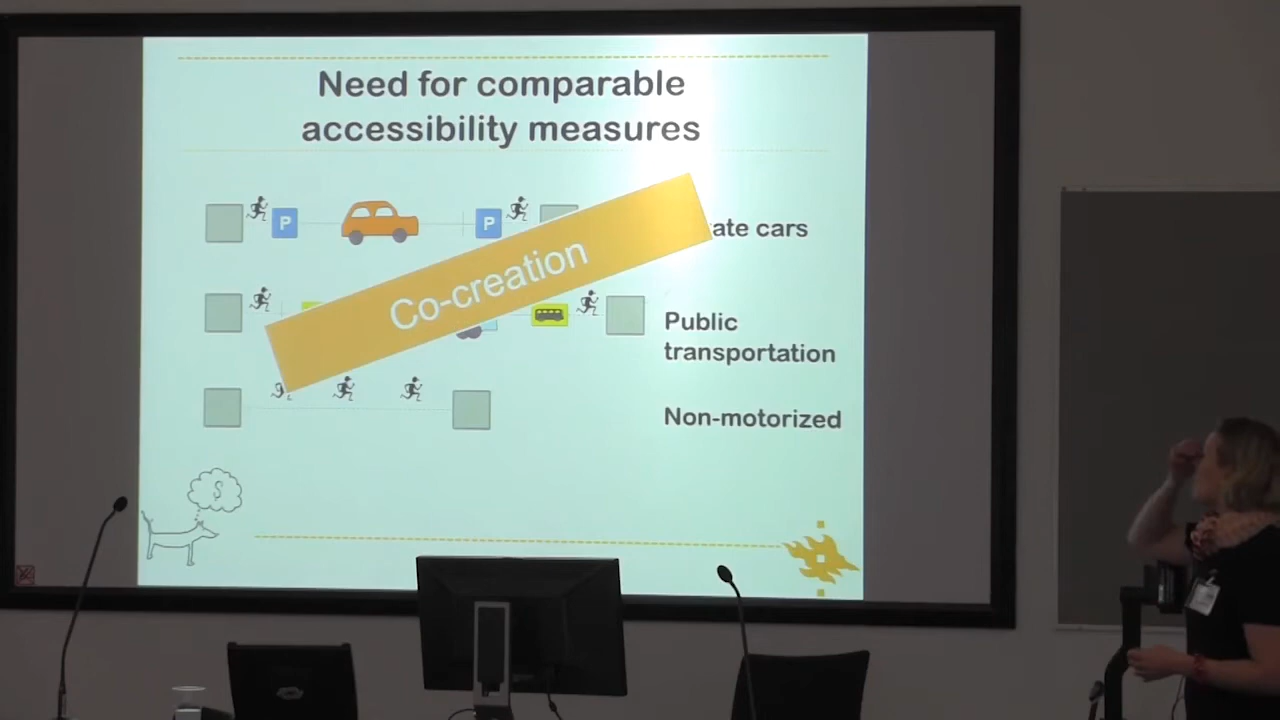 Need for comparable
accessibility measures
P
P
ate cars
Co-creation
Public
transportation
Non-motorized